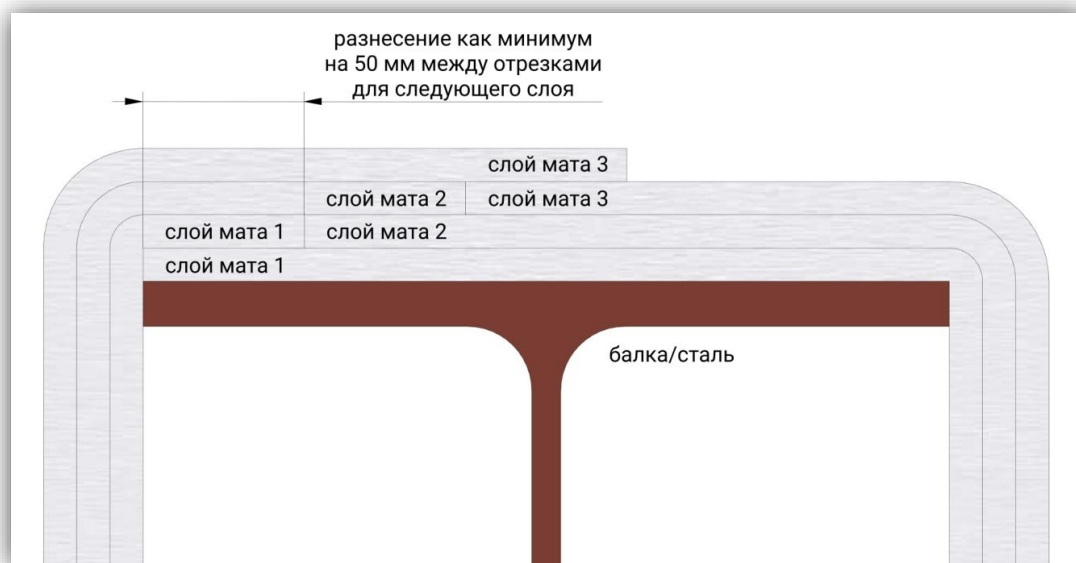 разнесение как минимум
на 50 мм между отрезками
для следующего слоя
слой мата 3
слой мата 2 слой мата 3
слой мата 1 слой мата 2
слой мата 1
балка/сталь